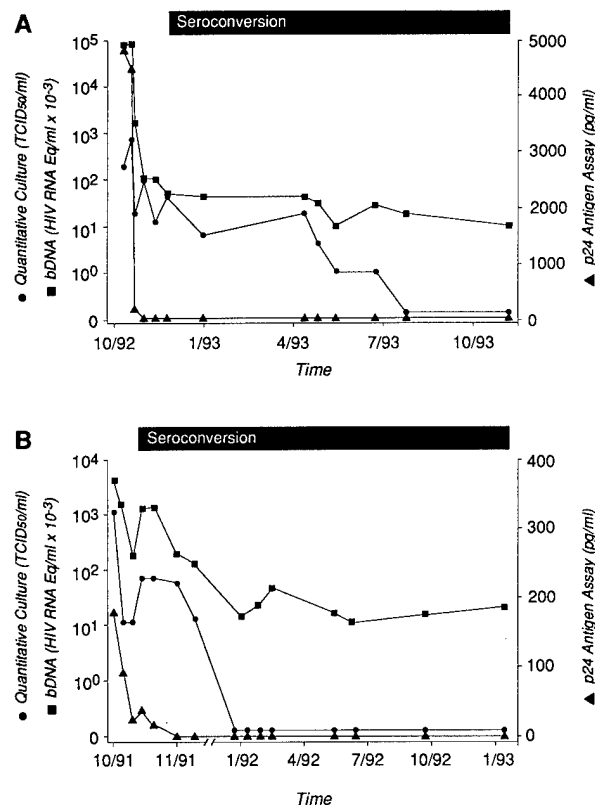 A
Seroconversion
● Quantitative Culture (TCID50/ml)
■ bDNA (HIV RNA Eq/ml x 10-3)
10⁵
10⁴
10³
10²
10¹
10⁰
0
5000
4000
3000
2000
1000
0
▲ p24 Antigen Assay (pg/ml)
10/92 1/93 4/93 7/93 10/93
Time
B
Seroconversion
● Quantitative Culture (TCID50/ml)
■ bDNA (HIV RNA Eq/ml x 10-3)
10⁴
10³
10²
10¹
10⁰
0
400
300
200
100
0
▲ p24 Antigen Assay (pg/ml)
10/91 11/91 1/92 4/92 7/92 10/92 1/93
Time